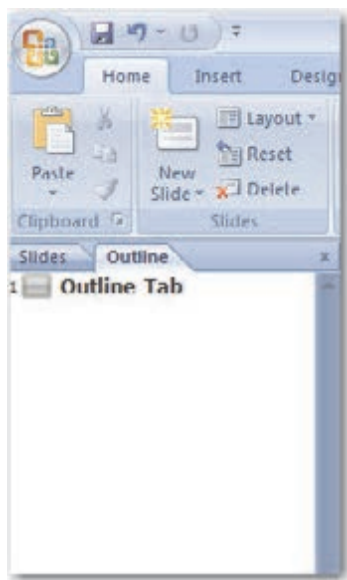 Home Insert Desig
Layout
Reset
Paste New
Slide Delete
Clipboard Slides
Slides Outline x
1 Outline Tab